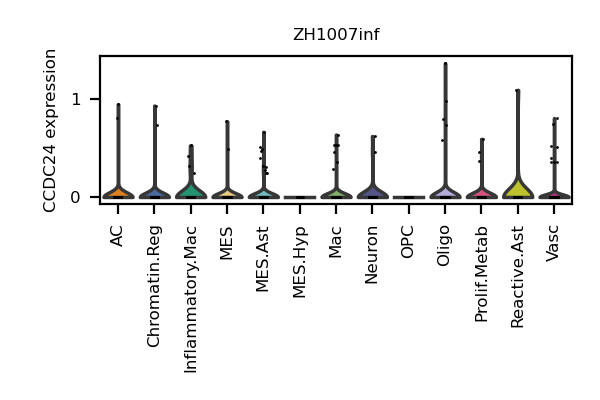 ZH1007inf
CCDC24 expression
1
0
AC
Chromatin.Reg
Inflammatory.Mac
MES
MES.Ast
MES.Hyp
Mac
Neuron
OPC
Oligo
Prolif.Metab
Reactive.Ast
Vasc